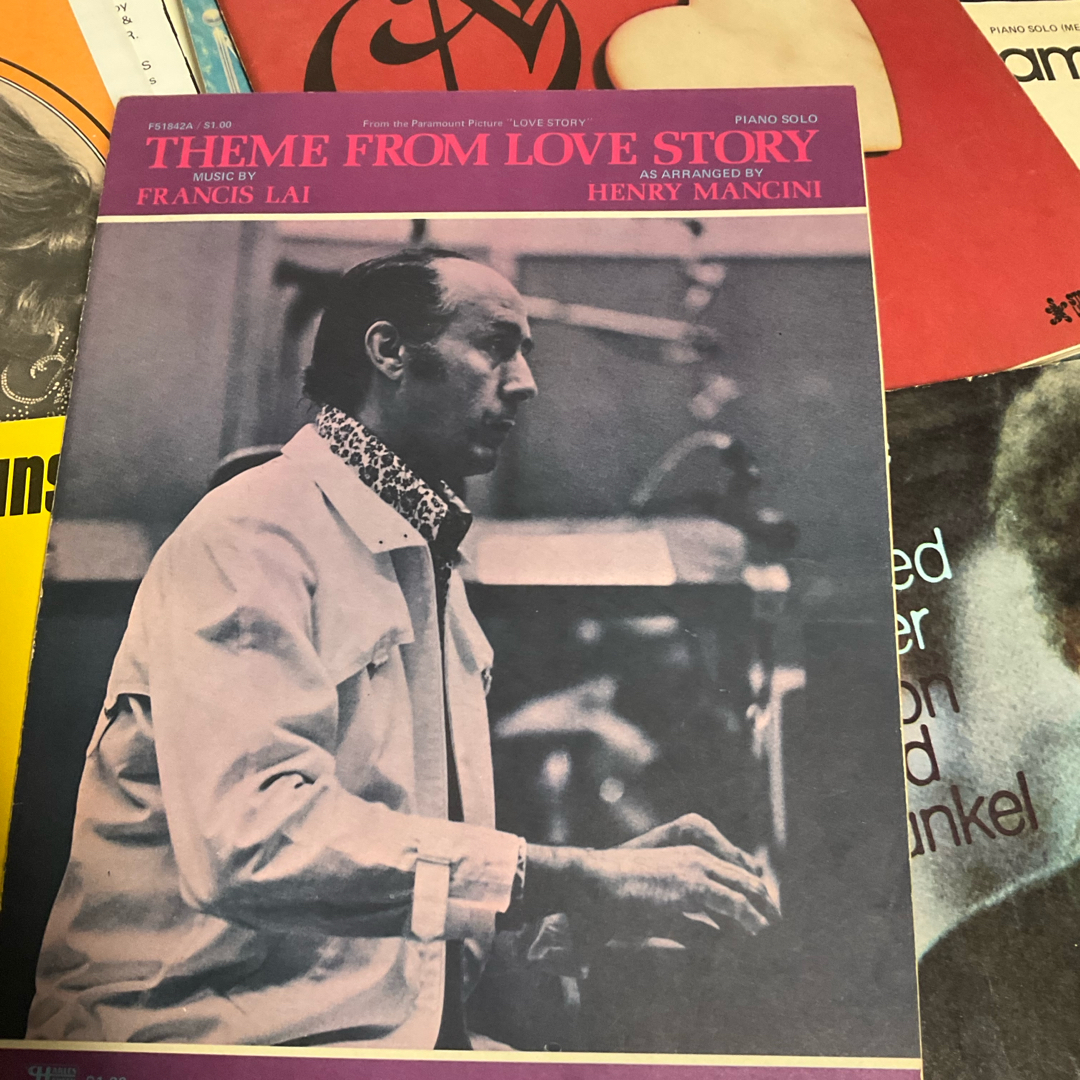 PIANO SOLO
F51842A / $1.00
From the Paramount Picture "LOVE STORY"
PIANO SOLO
THEME FROM LOVE STORY
MUSIC BY
AS ARRANGED BY
FRANCIS LAI
HENRY MANCINI
ed
er
on
d
unkel